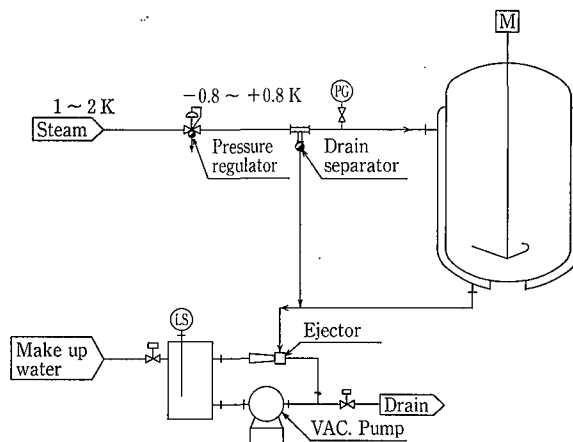 M
1～2 K
−0.8～+0.8 K
PG
Steam
Pressure
regulator
Drain
separator
LS
Ejector
Make up
water
Drain
VAC. Pump